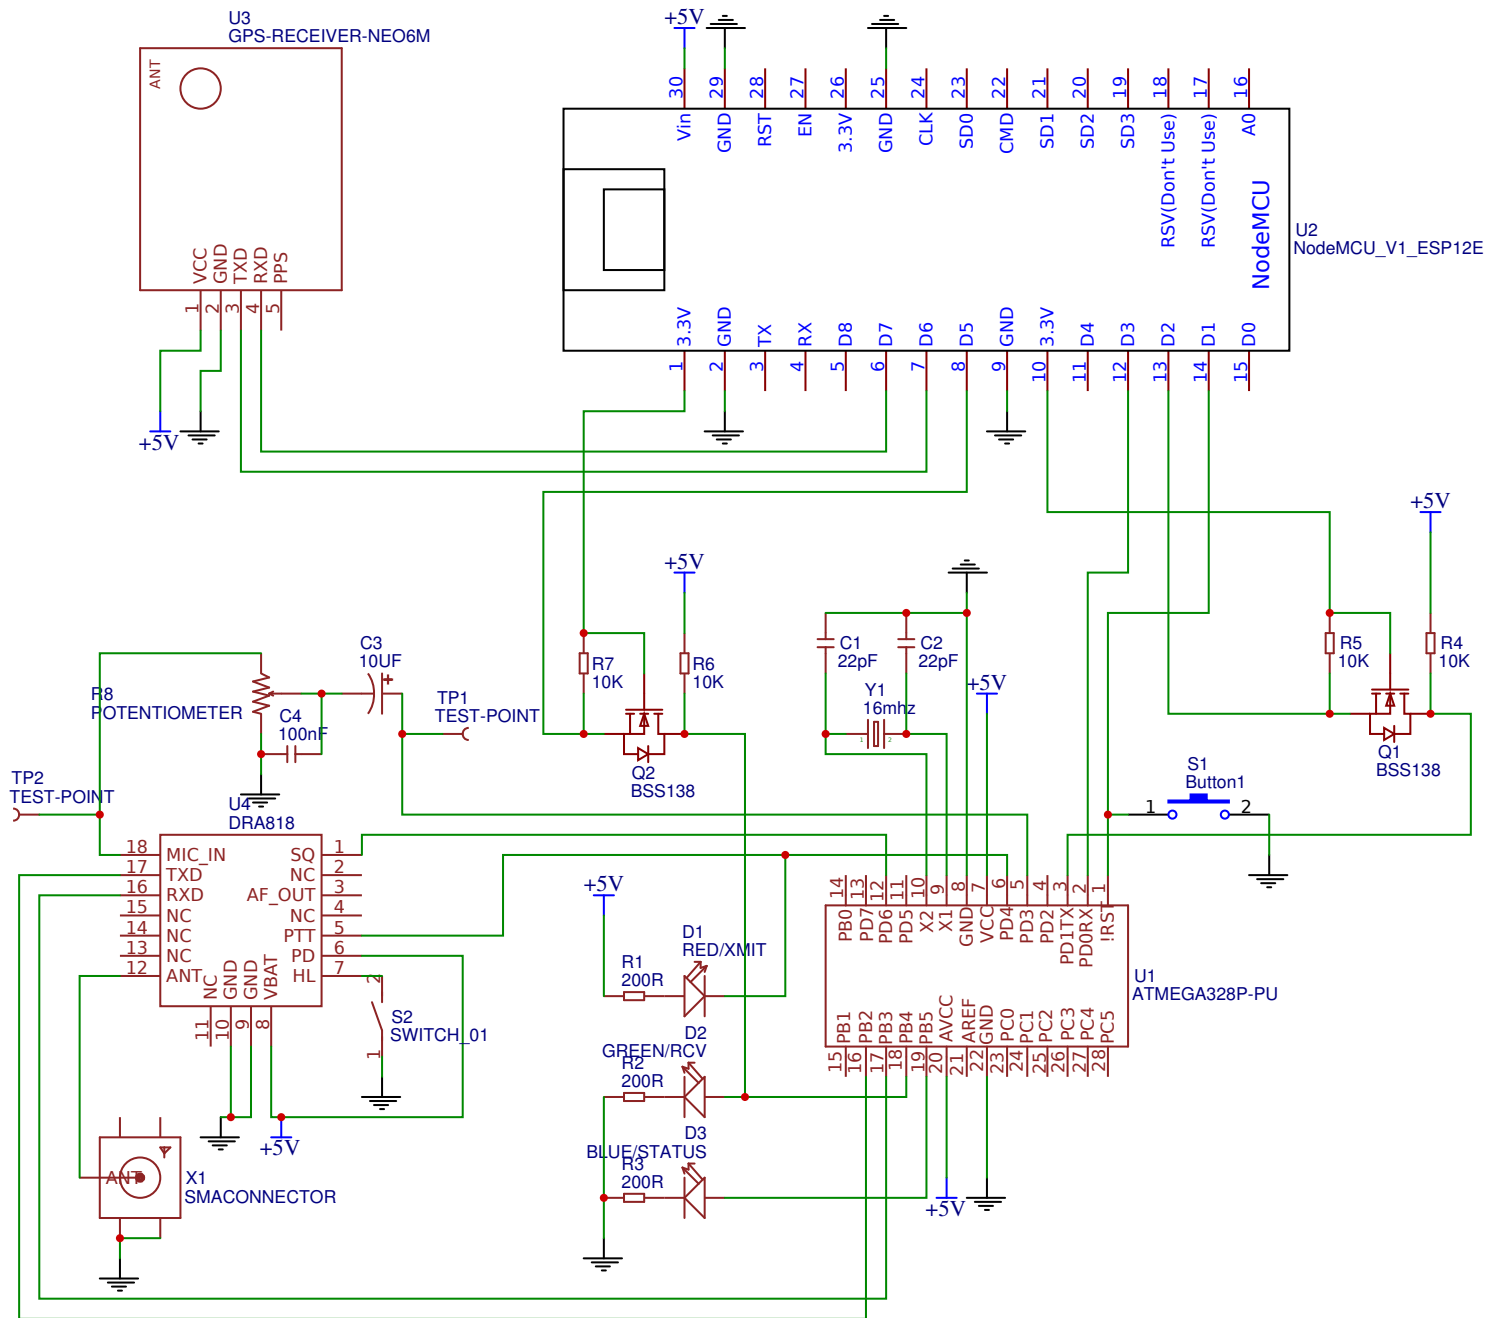 U3
GPS-RECEIVER-NEO6M
ANT
VCC
GND
TXD
RXD
PPS
1
2
3
4
5
+5V
+5V
30
29
28
27
26
25
24
23
22
21
20
19
18
17
16
Vin
GND
RST
EN
3.3V
GND
CLK
SD0
CMD
SD1
SD2
SD3
RSV(Don't Use)
RSV(Don't Use)
A0
NodeMCU
U2
NodeMCU_V1_ESP12E
3.3V
GND
TX
RX
D8
D7
D6
D5
GND
3.3V
D4
D3
D2
D1
D0
1
2
3
4
5
6
7
8
9
10
11
12
13
14
15
+5V
R5
10K
R4
10K
Q1
BSS138
+5V
R7
10K
R6
10K
Q2
BSS138
C1
22pF
C2
22pF
Y1
16mhz
1
2
+5V
C3
10UF
R8
POTENTIOMETER
C4
100nF
TP1
TEST-POINT
TP2
TEST-POINT
S1
Button1
1
2
U4
DRA818
18
17
16
15
14
13
12
MIC_IN
TXD
RXD
NC
NC
NC
ANT
SQ
NC
AF_OUT
NC
PTT
PD
HL
1
2
3
4
5
6
7
NC
GND
GND
VBAT
11
10
9
8
+5V
2
S2
SWITCH_01
1
ANT
X1
SMACONNECTOR
+5V
D1
RED/XMIT
R1
200R
D2
GREEN/RCV
R2
200R
D3
BLUE/STATUS
R3
200R
14
13
12
11
10
9
8
7
6
5
4
3
2
1
PB0
PD7
PD6
PD5
X2
X1
GND
VCC
PD4
PD3
PD2
PD1TX
PD0RX
!RST
U1
ATMEGA328P-PU
PB1
PB2
PB3
PB4
PB5
AVCC
AREF
GND
PC0
PC1
PC2
PC3
PC4
PC5
15
16
17
18
19
20
21
22
23
24
25
26
27
28
+5V